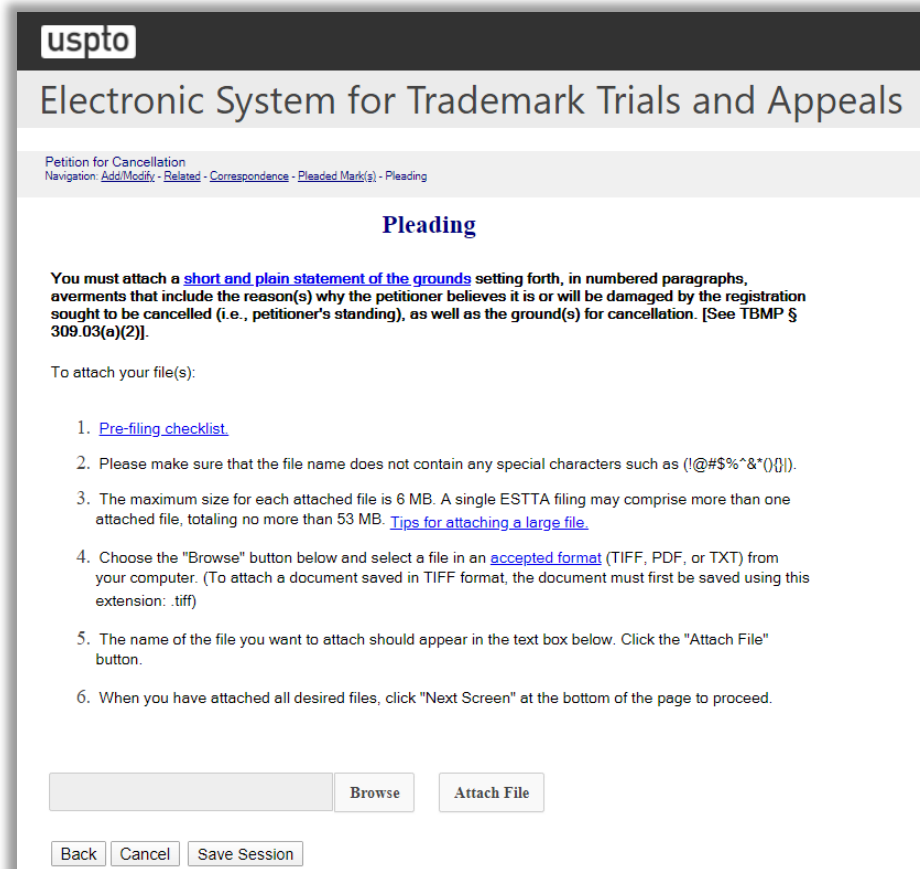 uspto
Electronic System for Trademark Trials and Appeals
Petition for Cancellation
Navigation: Add/Modify - Related - Correspondence - Pleaded Mark(s) - Pleading
Pleading
You must attach a short and plain statement of the grounds setting forth, in numbered paragraphs,
averments that include the reason(s) why the petitioner believes it is or will be damaged by the registration
sought to be cancelled (i.e., petitioner's standing), as well as the ground(s) for cancellation. [See TBMP §
309.03(a)(2)].
To attach your file(s):
1. Pre-filing checklist.
2. Please make sure that the file name does not contain any special characters such as (!@#$%^&*(){}|).
3. The maximum size for each attached file is 6 MB. A single ESTTA filing may comprise more than one
attached file, totaling no more than 53 MB. Tips for attaching a large file.
4. Choose the "Browse" button below and select a file in an accepted format (TIFF, PDF, or TXT) from
your computer. (To attach a document saved in TIFF format, the document must first be saved using this
extension: .tiff)
5. The name of the file you want to attach should appear in the text box below. Click the "Attach File"
button.
6. When you have attached all desired files, click "Next Screen" at the bottom of the page to proceed.
Browse Attach File
Back Cancel Save Session